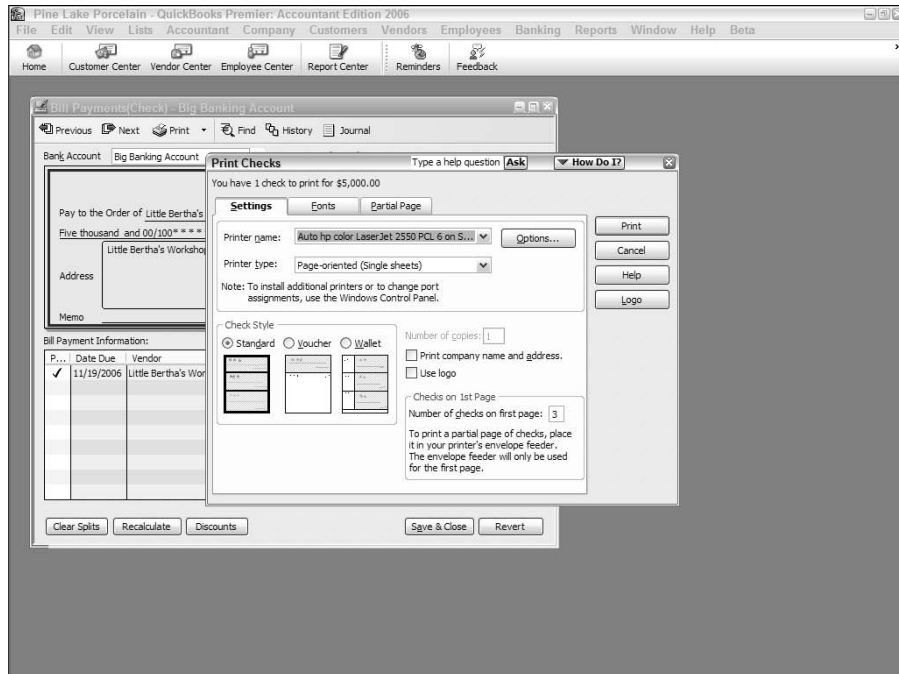 Pine Lake Porcelain - QuickBooks Premier: Accountant Edition 2006
File Edit View Lists Accountant Company Customers Vendors Employees Banking Reports Window Help Beta
Home Customer Center Vendor Center Employee Center Report Center Reminders Feedback
Bill Payments(Check) - Big Banking Account
Previous Next Print Find History Journal
Bank Account Big Banking Account
Print Checks Type a help question Ask How Do I?
You have 1 check to print for $5,000.00
Settings Fonts Partial Page
Pay to the Order of Little Bertha's
Five thousand and 00/100* * * *
Little Bertha's Workshop
Address
Memo
Printer name: Auto hp color LaserJet 2550 PCL 6 on S... Options...
Printer type: Page-oriented (Single sheets)
Note: To install additional printers or to change port
assignments, use the Windows Control Panel.
Print
Cancel
Help
Logo
Check Style
Standard Voucher Wallet
Number of copies: 1
Print company name and address.
Use logo
Checks on 1st Page
Number of checks on first page: 3
To print a partial page of checks, place
it in your printer's envelope feeder.
The envelope feeder will only be used
for the first page.
Bill Payment Information:
P... Date Due Vendor
11/19/2006 Little Bertha's Wor
Clear Splits Recalculate Discounts Save & Close Revert